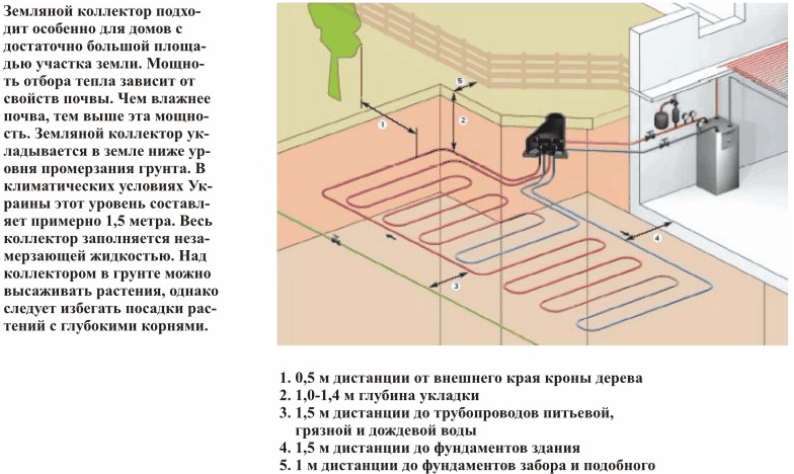 Земляной коллектор подхо-
дит особенно для домов с
достаточно большой площа-
дью участка земли. Мощнo-
ть отбора тепла зависит от
свойств почвы. Чем влажнее
почва, тем выше эта мощно-
сть. Земляной коллектор ук-
ладывается в земле ниже ур-
овня промерзания грунта. В
климатических условиях Ук-
раины этот уровень составл-
яет примерно 1,5 метра. Весь
коллектор заполняется неза-
мерзающей жидкостью. Над
коллектором в грунте можно
высаживать растения, однако
следует избегать посадки рас-
тений с глубокими корнями.
5
1
2
4
3
1. 0,5 м дистанции от внешнего края кроны дерева
2. 1,0-1,4 м глубина укладки
3. 1,5 м дистанции до трубопроводов питьевой,
грязной и дождевой воды
4. 1,5 м дистанции до фундаментов здания
5. 1 м дистанции до фундаментов забора и подобного